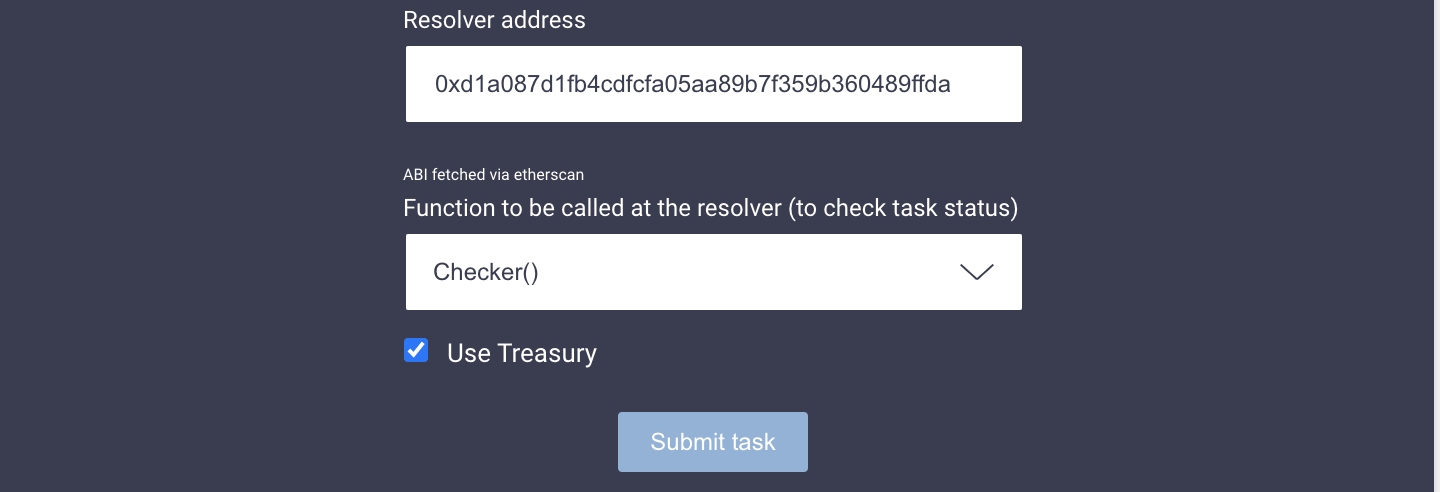 Resolver address
0xd1a087d1fb4cdfcfa05aa89b7f359b360489ffda
ABI fetched via etherscan
Function to be called at the resolver (to check task status)
Checker()
Use Treasury
Submit task